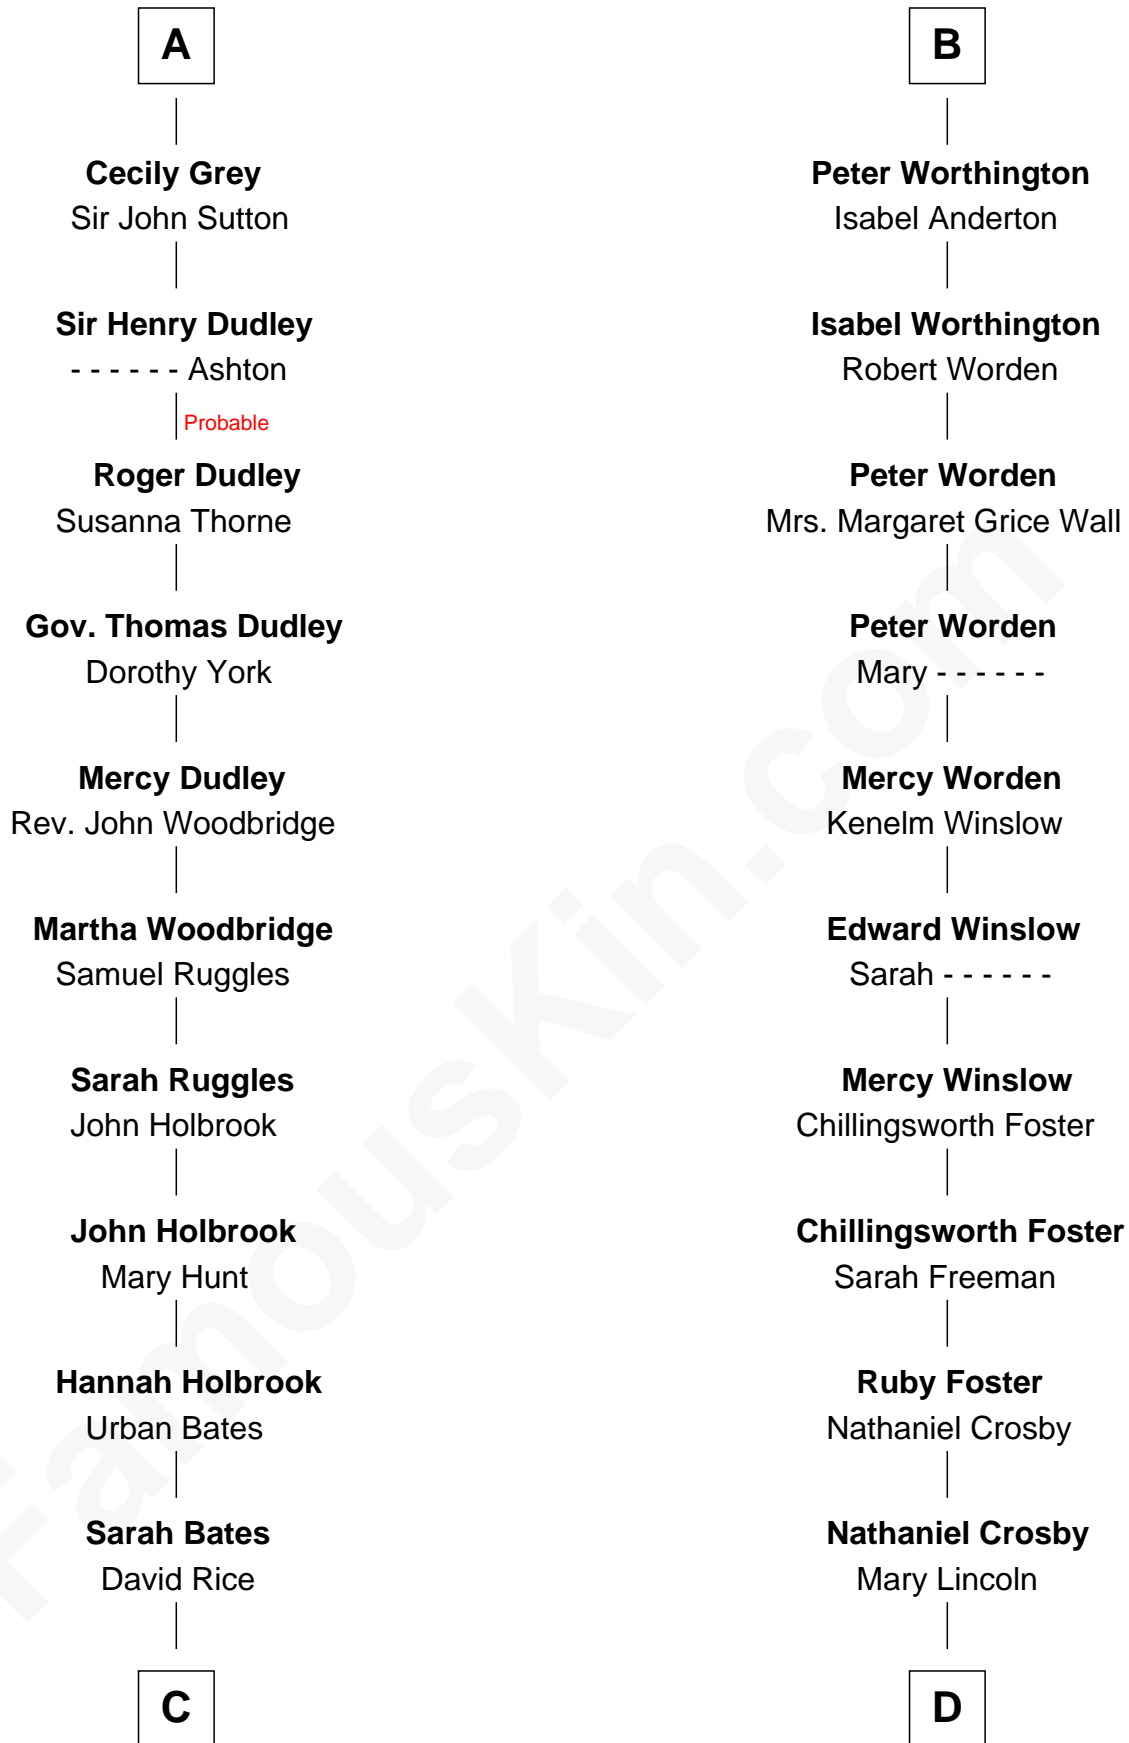 A
Cecily Grey
Sir John Sutton
Sir Henry Dudley
- - - - - - Ashton
Probable
Roger Dudley
Susanna Thorne
Gov. Thomas Dudley
Dorothy York
Mercy Dudley
Rev. John Woodbridge
Martha Woodbridge
Samuel Ruggles
Sarah Ruggles
John Holbrook
John Holbrook
Mary Hunt
Hannah Holbrook
Urban Bates
Sarah Bates
David Rice
C
B
Peter Worthington
Isabel Anderton
Isabel Worthington
Robert Worden
Peter Worden
Mrs. Margaret Grice Wall
Peter Worden
Mary - - - - - -
Mercy Worden
Kenelm Winslow
Edward Winslow
Sarah - - - - - -
Mercy Winslow
Chillingsworth Foster
Chillingsworth Foster
Sarah Freeman
Ruby Foster
Nathaniel Crosby
Nathaniel Crosby
Mary Lincoln
D
FamousKin.com